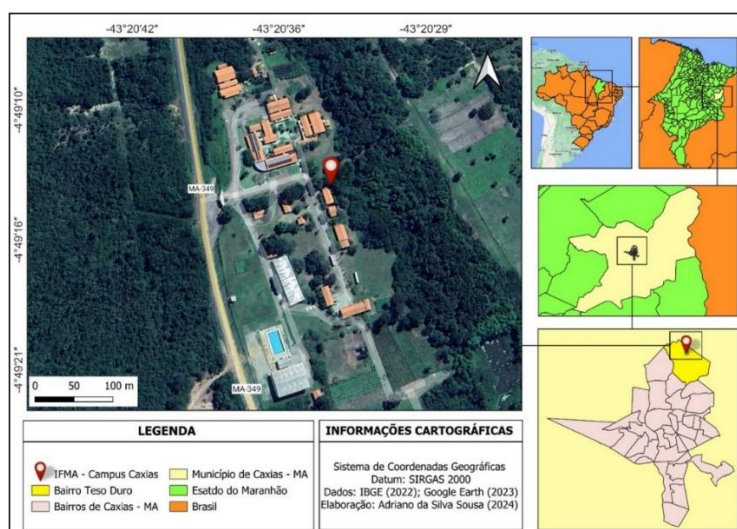 -43°20'42"
-43°20'36"
-43°20'29"
-4°49'10"
-4°49'16"
-4°49'21"
MA-349
MA-349
0 50 100 m
LEGENDA
IFMA - Campus Caxias
Bairro Teso Duro
Bairros de Caxias - MA
Município de Caxias - MA
Esatdo do Maranhão
Brasil
INFORMAÇÕES CARTOGRÁFICAS
Sistema de Coordenadas Geográficas
Datum: SIRGAS 2000
Dados: IBGE (2022); Google Earth (2023)
Elaboração: Adriano da Silva Sousa (2024)